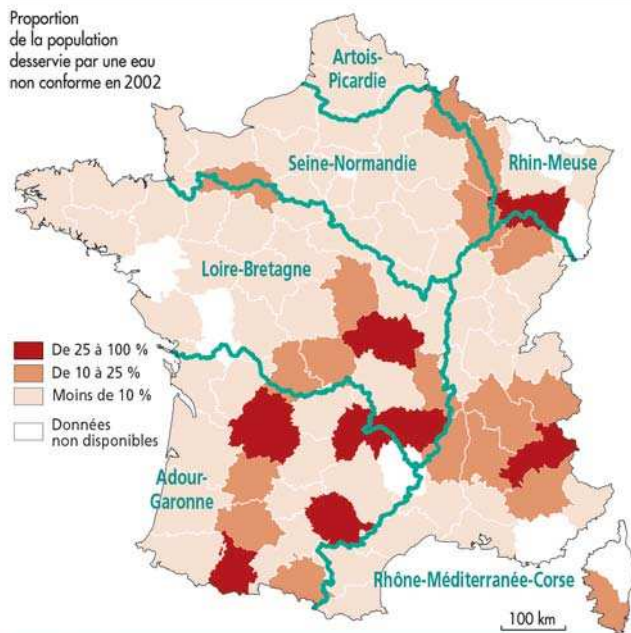 Proportion
de la population
desservie par une eau
non conforme en 2002
Artois-
Picardie
Seine-Normandie
Rhin-Meuse
Loire-Bretagne
De 25 à 100 %
De 10 à 25 %
Moins de 10 %
Données
non disponibles
Adour-
Garonne
Rhône-Méditerranée-Corse
100 km